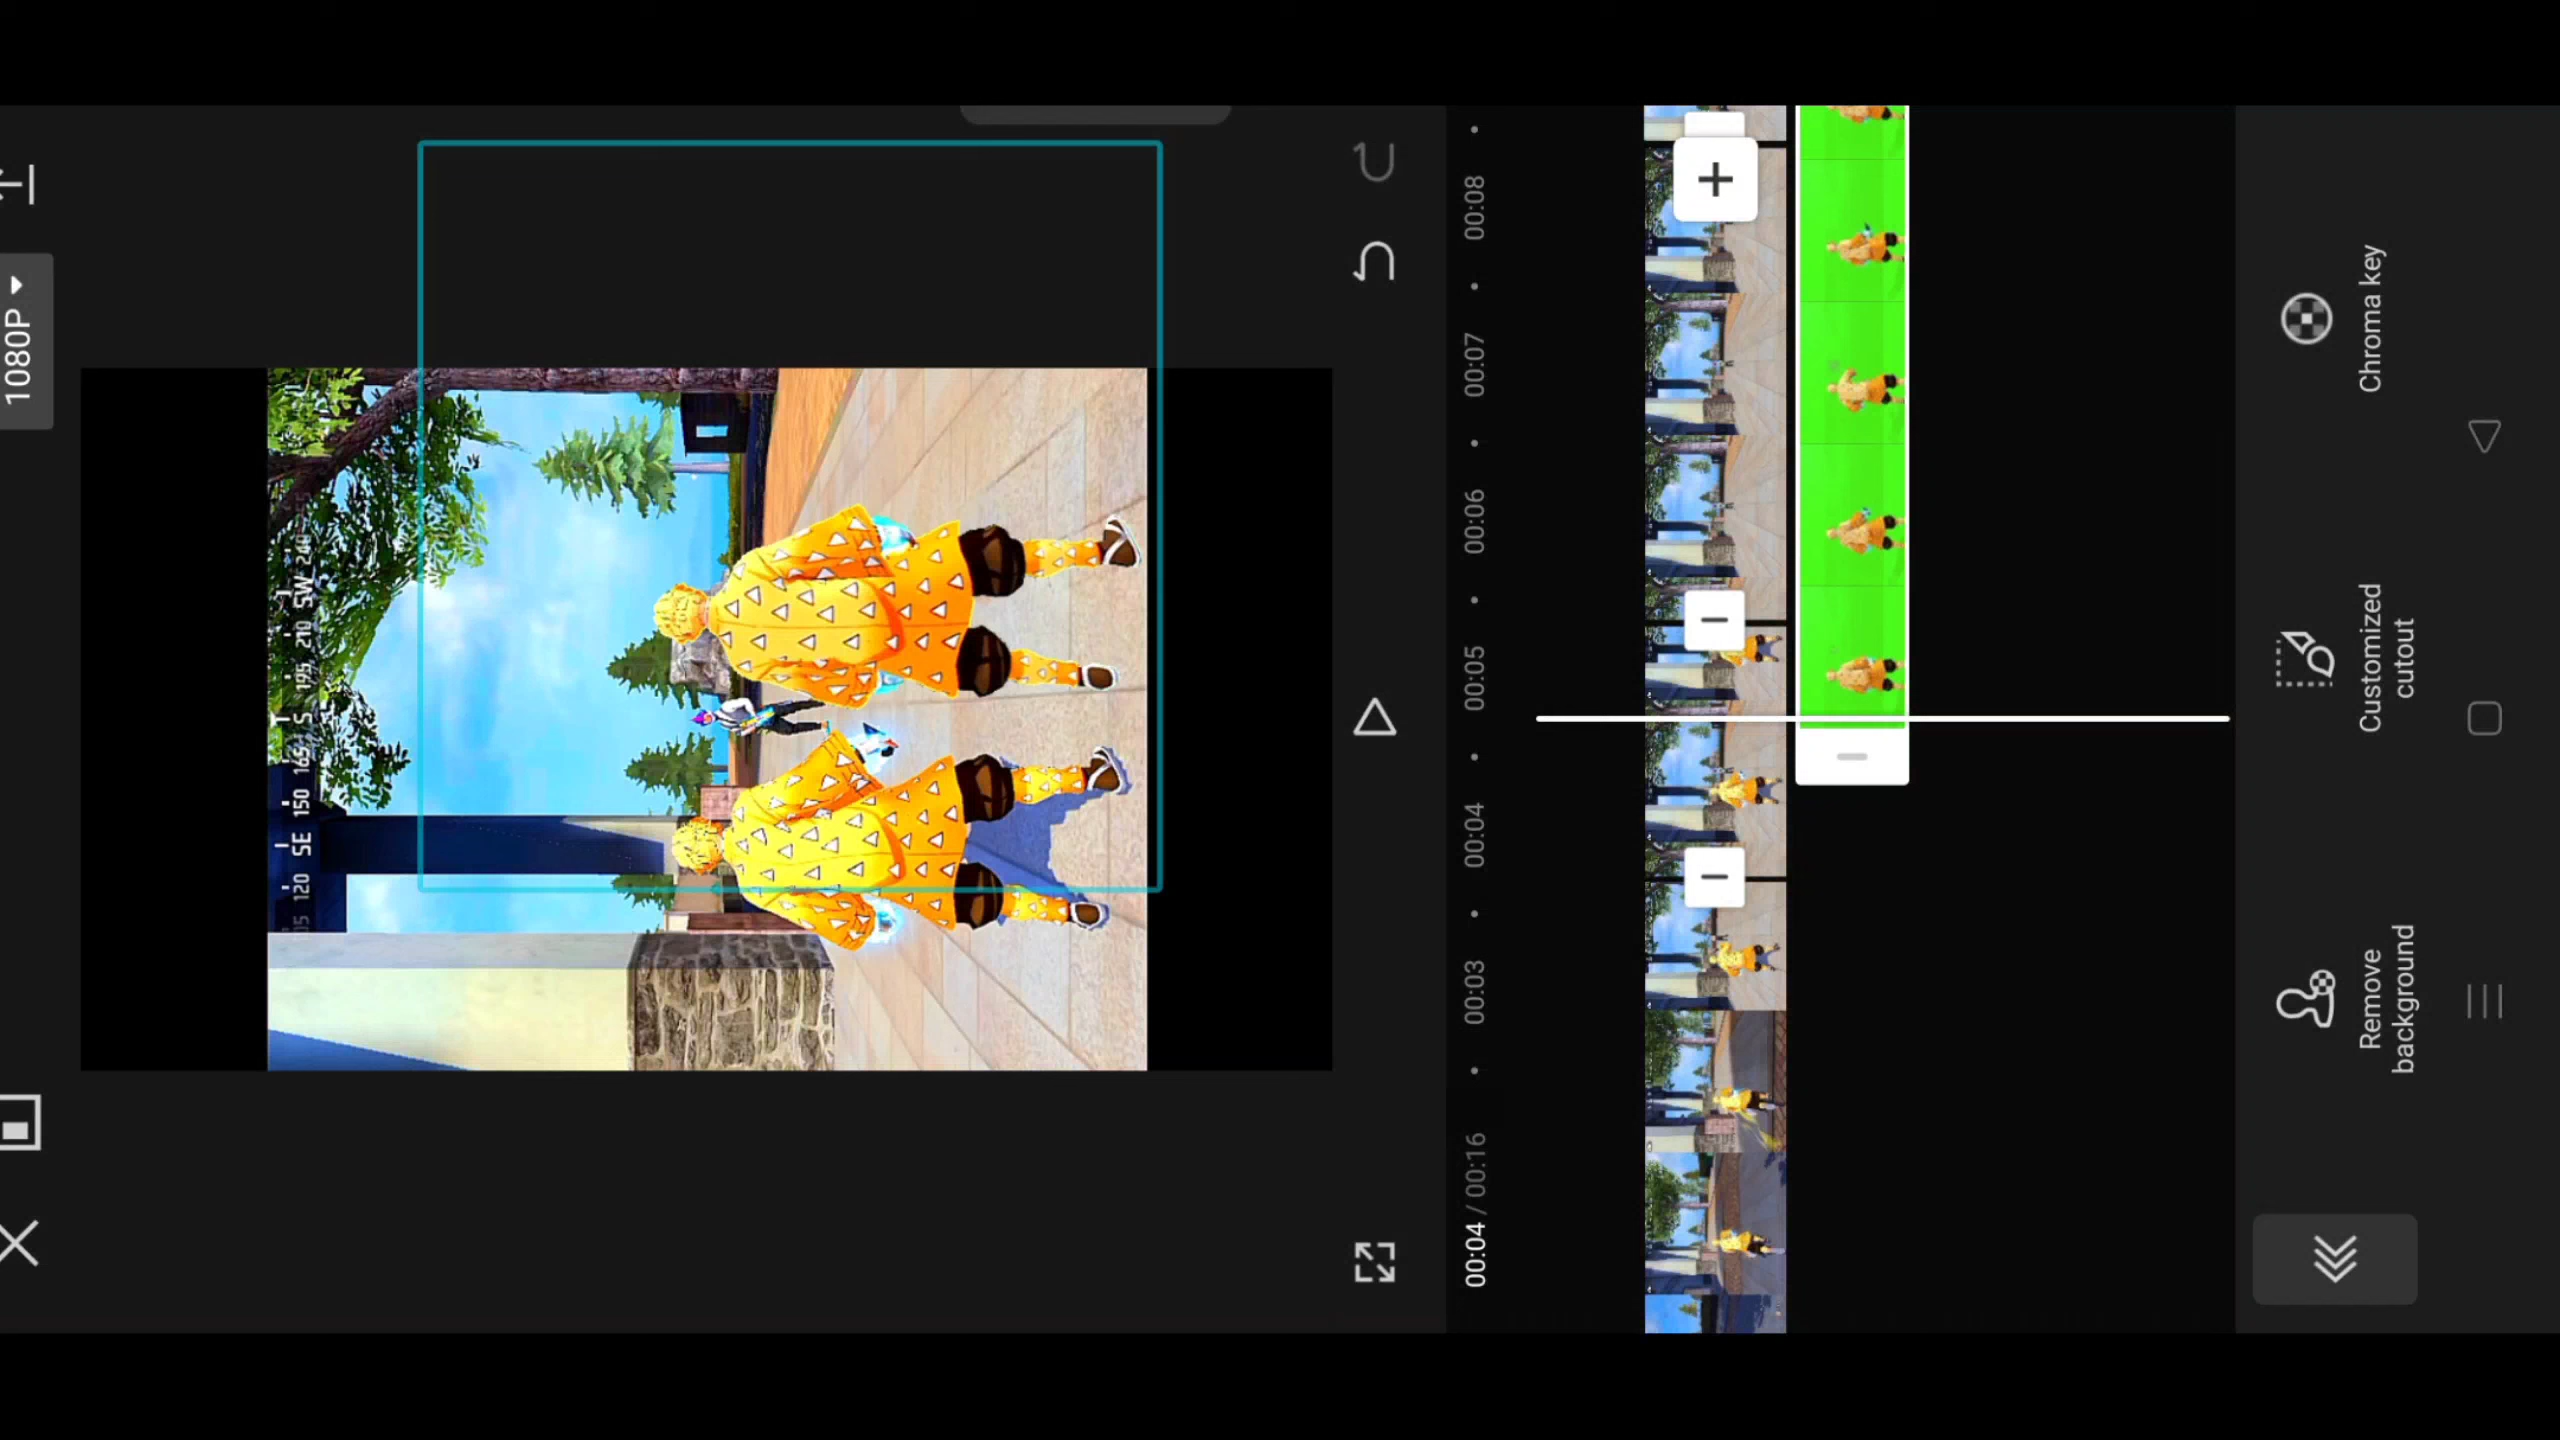 1080P
105 120 SE 150 165 S 195 210 SW 240
00:04 / 00:16
00:03
00:04
00:05
00:06
00:07
00:08
Remove
background
Customized
cutout
Chroma key